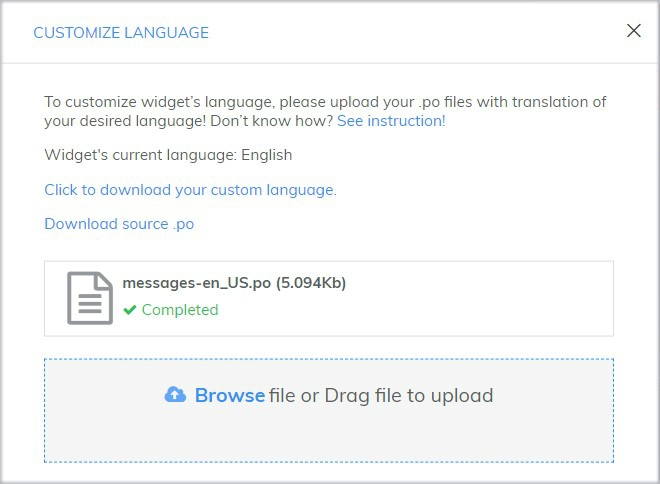 CUSTOMIZE LANGUAGE
To customize widget's language, please upload your .po files with translation of
your desired language! Don't know how? See instruction!
Widget's current language: English
Click to download your custom language.
Download source .po
messages-en_US.po (5.094Kb)
Completed
Browse file or Drag file to upload